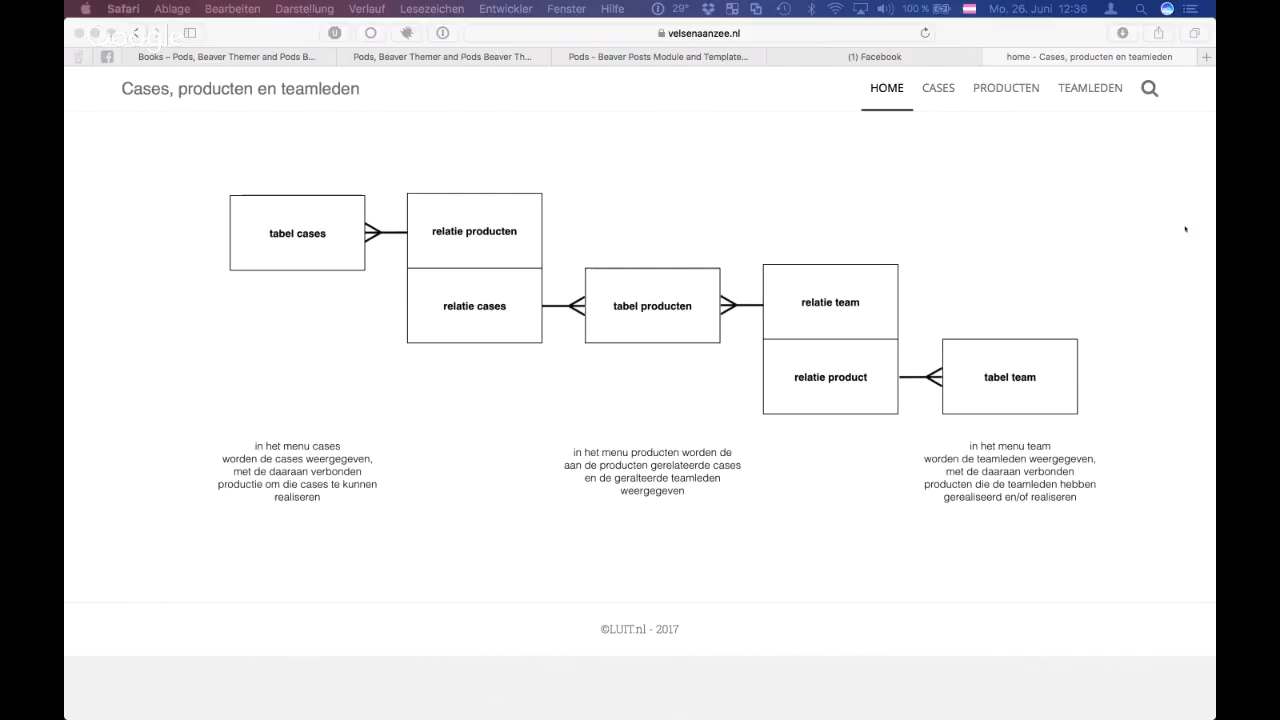 Safari Ablage Bearbeiten Darstellung Verlauf Lesezeichen Entwickler Fenster Hilfe 29° 100 % Mo. 26. Juni 12:36
Google
velsenaanzee.nl
Books – Pods, Beaver Themer and Pods B... Pods, Beaver Themer and Pods Beaver Th... Pods - Beaver Posts Module and Template... (1) Facebook home - Cases, producten en teamleden
Cases, producten en teamleden
HOME CASES PRODUCTEN TEAMLEDEN
tabel cases
relatie producten
relatie cases
tabel producten
relatie team
relatie product
tabel team
in het menu cases
worden de cases weergegeven,
met de daaraan verbonden
productie om die cases te kunnen
realiseren
in het menu producten worden de
aan de producten gerelateerde cases
en de geralteerde teamleden
weergegeven
in het menu team
worden de teamleden weergegeven,
met de daaraan verbonden
producten die de teamleden hebben
gerealiseerd en/of realiseren
©LUIT.nl - 2017